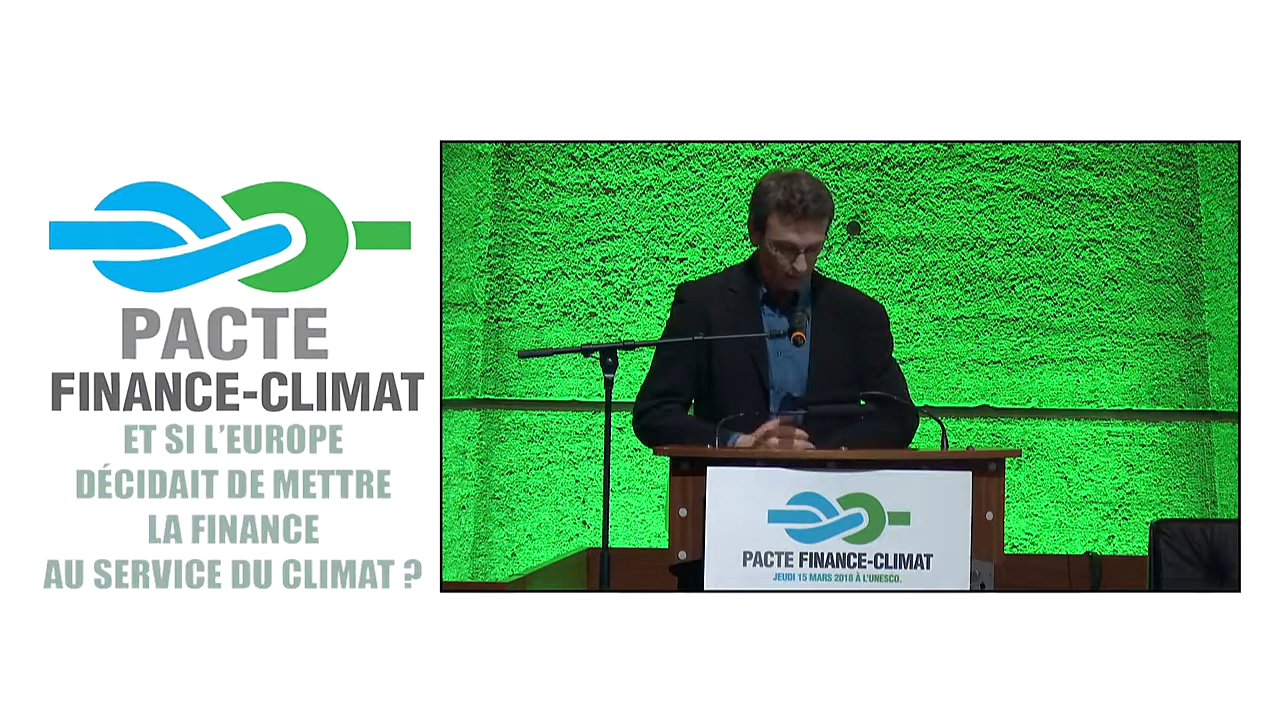 PACTE
FINANCE-CLIMAT
ET SI L'EUROPE
DÉCIDAIT DE METTRE
LA FINANCE
AU SERVICE DU CLIMAT ?
PACTE FINANCE-CLIMAT
JEUDI 15 MARS 2018 À L'UNESCO.